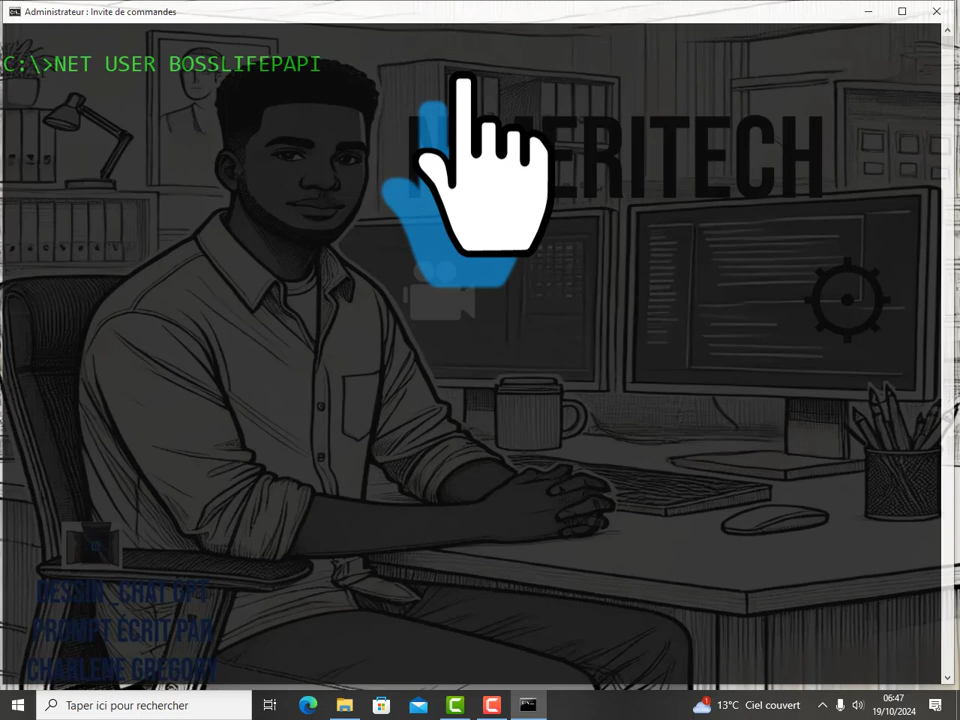 Administrateur : Invite de commandes
C:\>NET USER BOSSLIFEPAPI
DESSIN_CHAT GPT
PROMPT ÉCRIT PAR
CHARLENE GREGORY
Taper ici pour rechercher
13°C Ciel couvert
06:47
19/10/2024